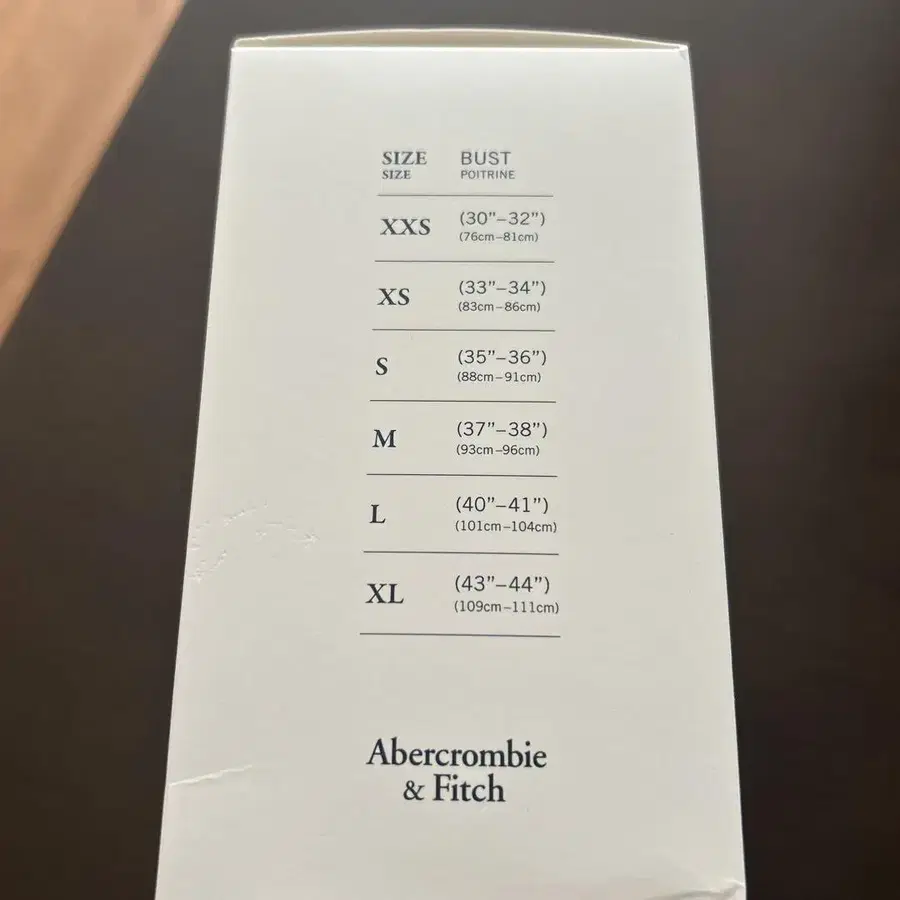 SIZE BUST
SIZE POITRINE
XXS (30”–32”)
(76cm–81cm)
XS (33”–34”)
(83cm–86cm)
S (35”–36”)
(88cm–91cm)
M (37”–38”)
(93cm–96cm)
L (40”–41”)
(101cm–104cm)
XL (43”–44”)
(109cm–111cm)
Abercrombie
& Fitch